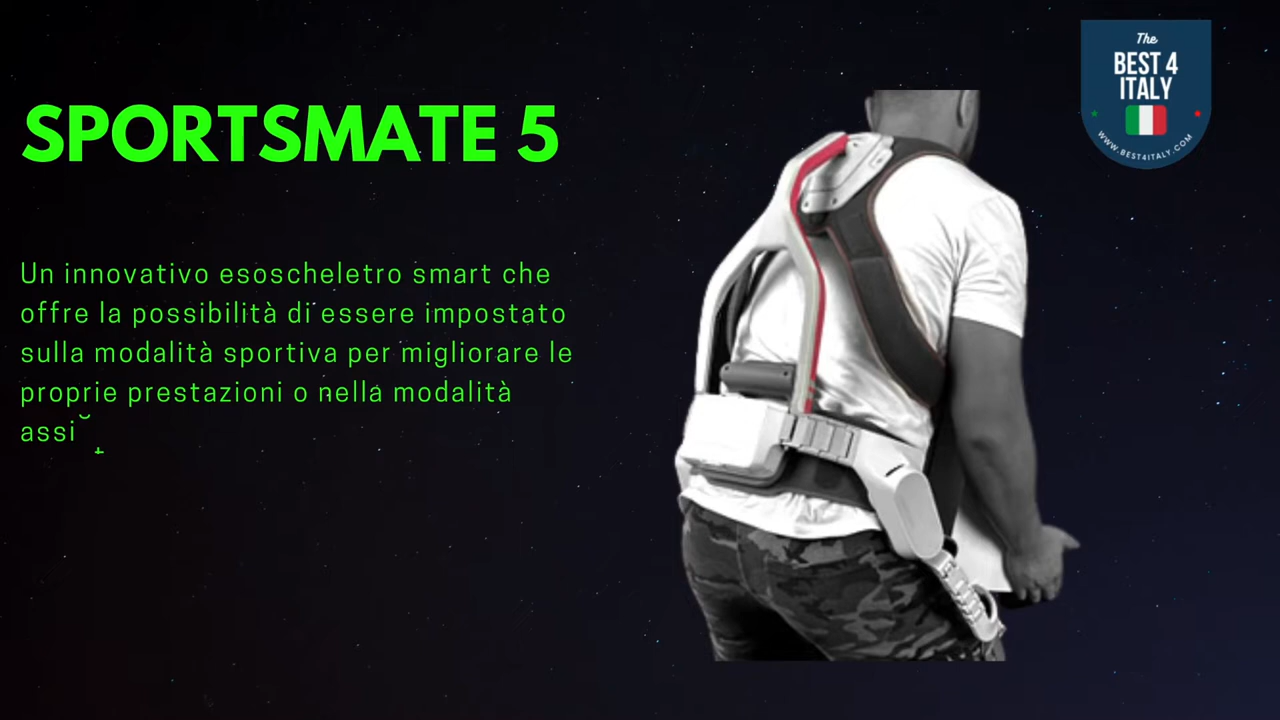 SPORTSMATE 5
Un innovativo esoscheletro smart che
offre la possibilità di essere impostato
sulla modalità sportiva per migliorare le
proprie prestazioni o nella modalità
assi
The
BEST 4
ITALY
WWW.BEST4ITALY.COM